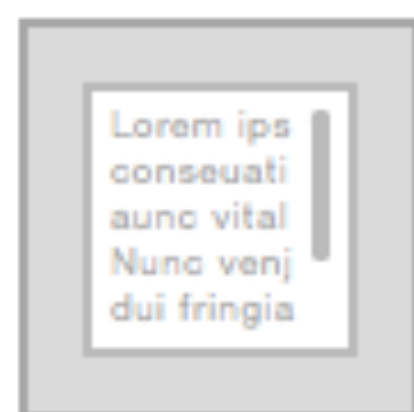 Lorem ips
conseuati
aunc vital
Nunc venj
dui fringia